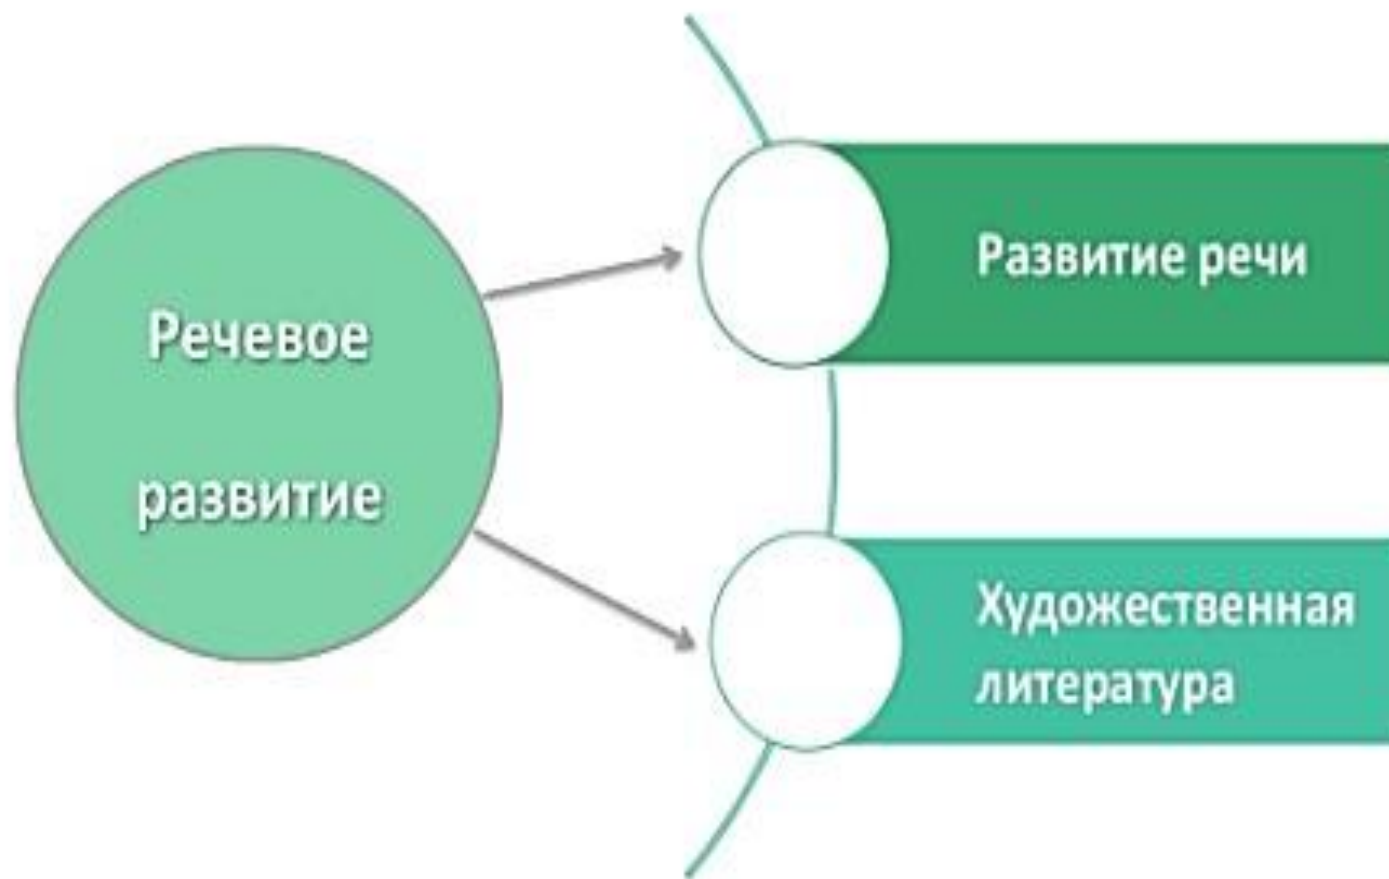 Речевое
развитие
Развитие речи
Художественная
литература